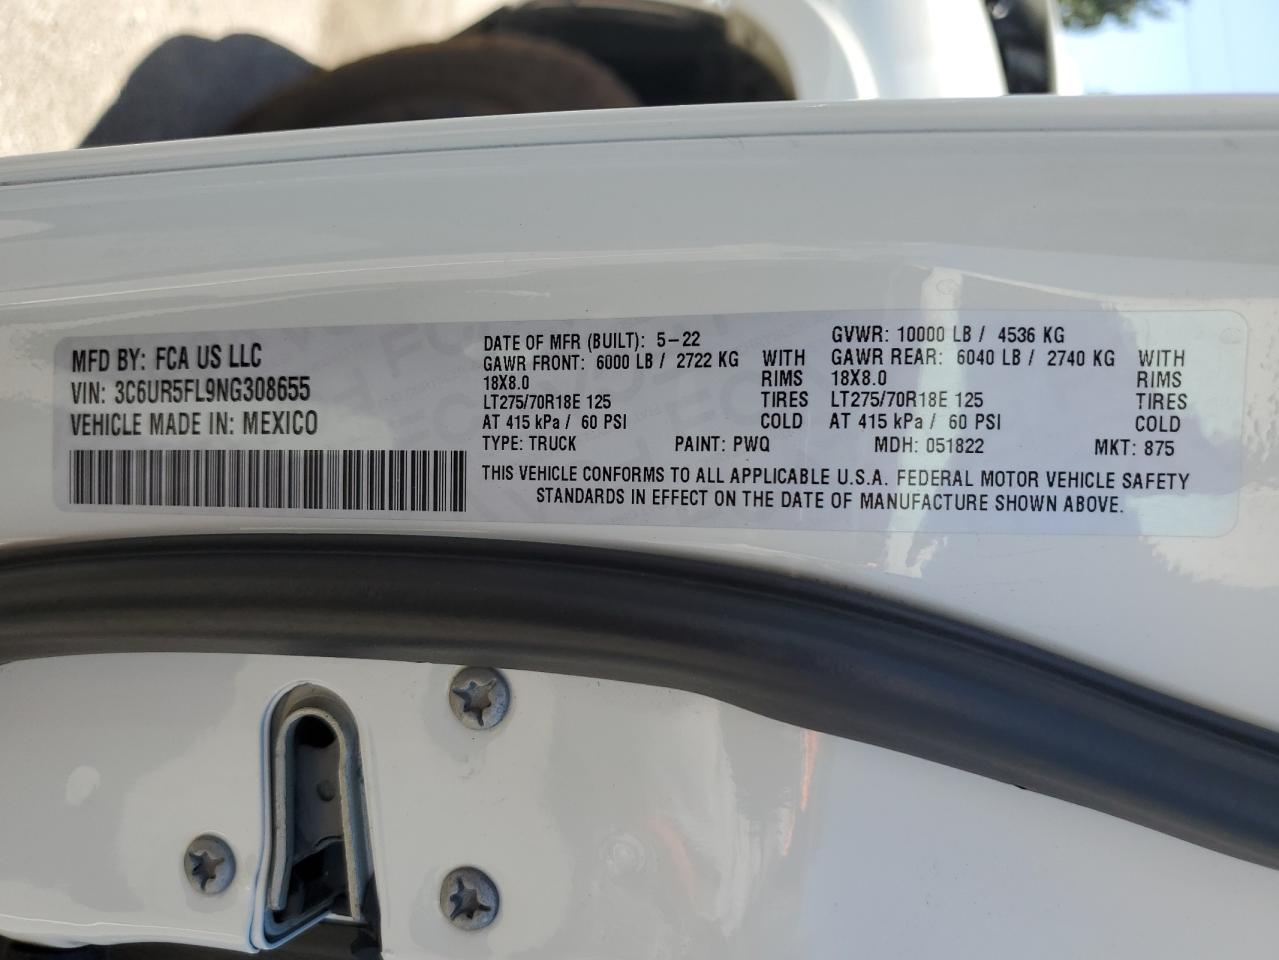 MFD BY: FCA US LLC
VIN: 3C6UR5FL9NG308655
VEHICLE MADE IN: MEXICO
DATE OF MFR (BUILT): 5-22
GAWR FRONT: 6000 LB / 2722 KG WITH
18X8.0 RIMS
LT275/70R18E 125 TIRES
AT 415 kPa / 60 PSI COLD
GVWR: 10000 LB / 4536 KG
GAWR REAR: 6040 LB / 2740 KG WITH
18X8.0 RIMS
LT275/70R18E 125 TIRES
AT 415 kPa / 60 PSI COLD
TYPE: TRUCK PAINT: PWQ MDH: 051822 MKT: 875
THIS VEHICLE CONFORMS TO ALL APPLICABLE U.S.A. FEDERAL MOTOR VEHICLE SAFETY
STANDARDS IN EFFECT ON THE DATE OF MANUFACTURE SHOWN ABOVE.